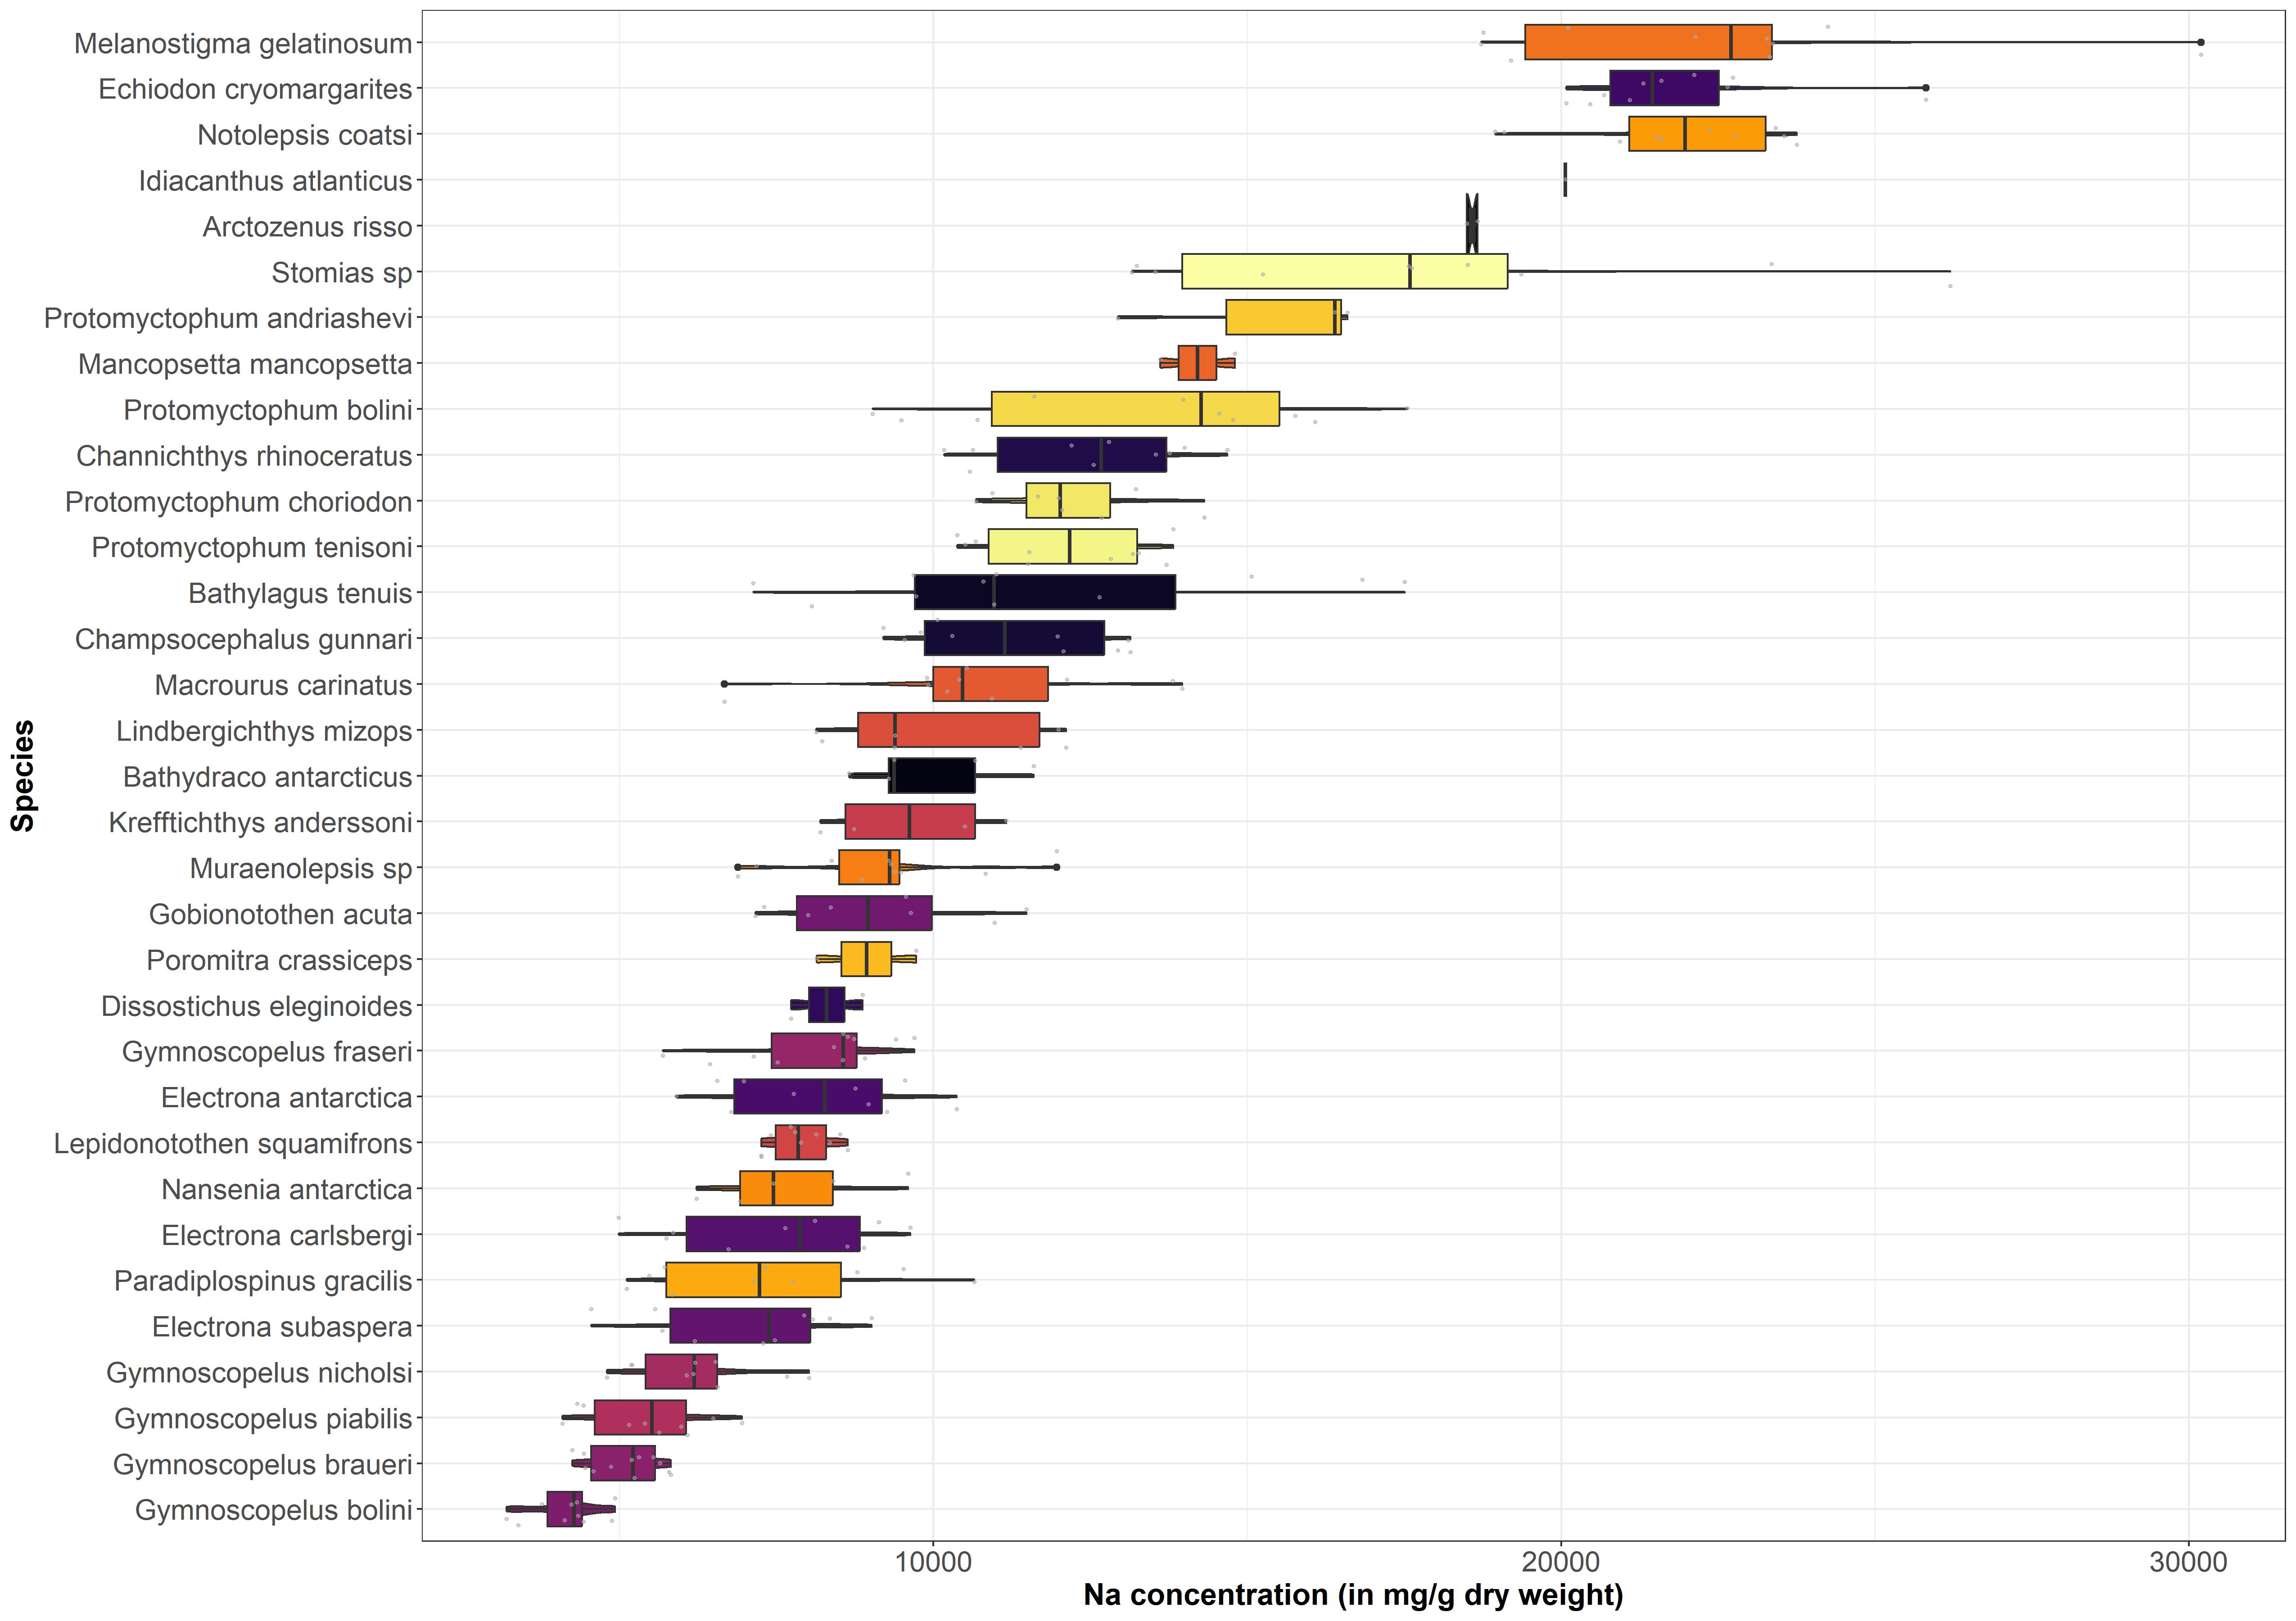 Melanostigma gelatinosum
Echiodon cryomargarites
Notolepsis coatsi
Idiacanthus atlanticus
Arctozenus risso
Stomias sp
Protomyctophum andriashevi
Mancopsetta mancopsetta
Protomyctophum bolini
Channichthys rhinoceratus
Protomyctophum choriodon
Protomyctophum tenisoni
Bathylagus tenuis
Champsocephalus gunnari
Macrourus carinatus
Lindbergichthys mizops
Bathydraco antarcticus
Krefftichthys anderssoni
Muraenolepsis sp
Gobionotothen acuta
Poromitra crassiceps
Dissostichus eleginoides
Gymnoscopelus fraseri
Electrona antarctica
Lepidonotothen squamifrons
Nansenia antarctica
Electrona carlsbergi
Paradiplospinus gracilis
Electrona subaspera
Gymnoscopelus nicholsi
Gymnoscopelus piabilis
Gymnoscopelus braueri
Gymnoscopelus bolini
Species
10000 20000 30000
Na concentration (in mg/g dry weight)